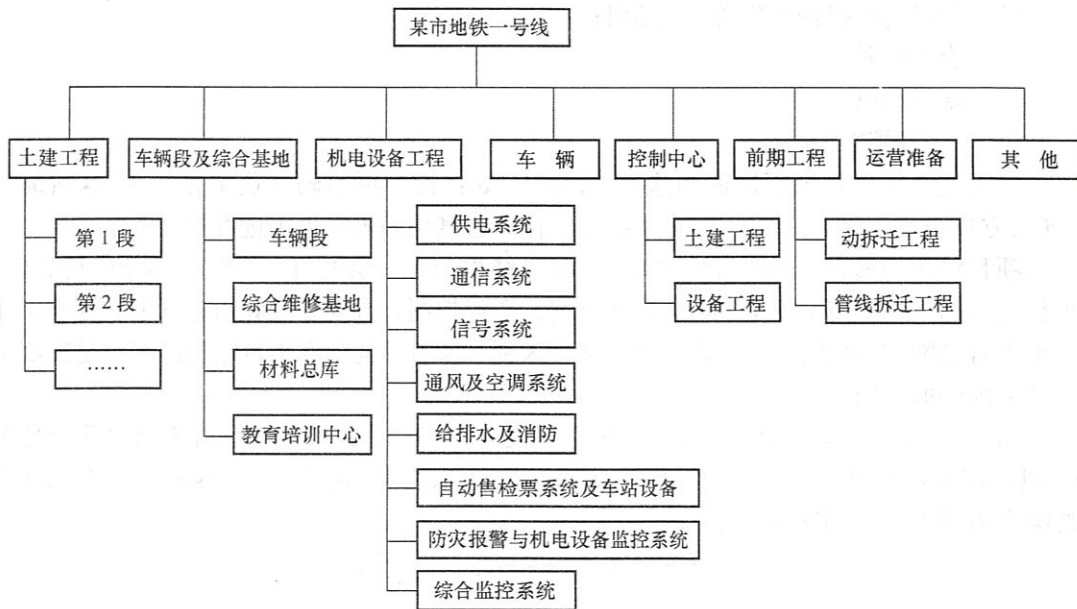 某市地铁一号线
土建工程
车辆段及综合基地
机电设备工程
车 辆
控制中心
前期工程
运营准备
其 他
第1段
第2段
……
车辆段
综合维修基地
材料总库
教育培训中心
供电系统
通信系统
信号系统
通风及空调系统
给排水及消防
自动售检票系统及车站设备
防灾报警与机电设备监控系统
综合监控系统
土建工程
设备工程
动拆迁工程
管线拆迁工程